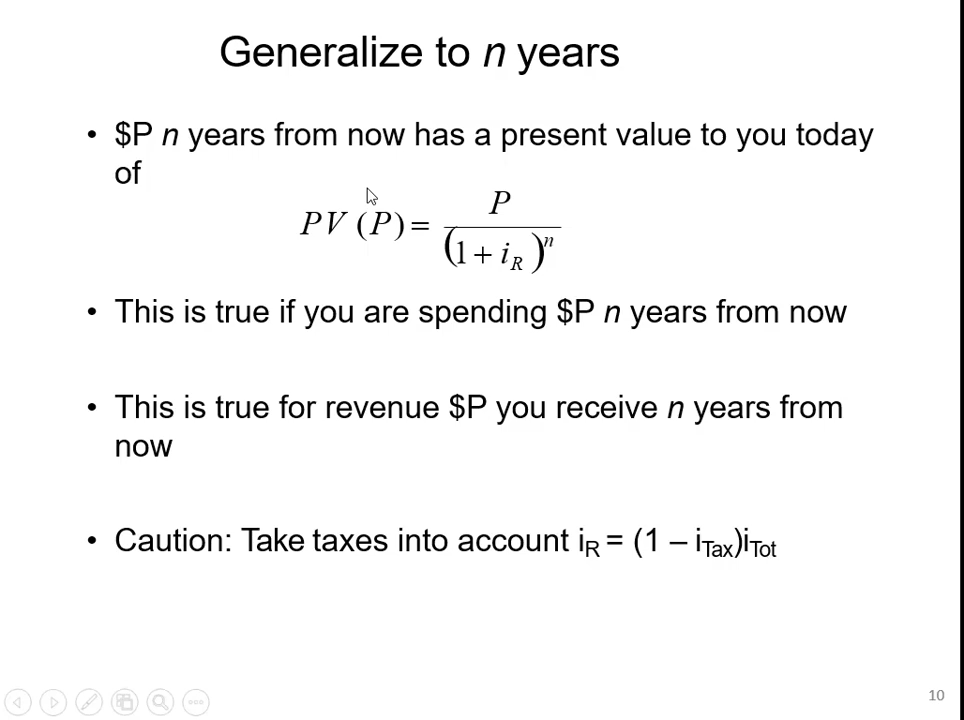 Generalize to n years
• $P n years from now has a present value to you today
of
PV(P) = P / (1 + i_R)^n
• This is true if you are spending $P n years from now
• This is true for revenue $P you receive n years from
now
• Caution: Take taxes into account i_R = (1 – i_Tax)i_Tot
10